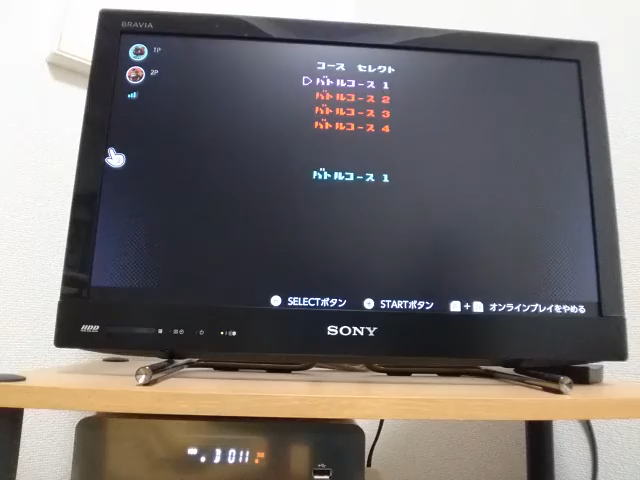 BRAVIA
1P
2P
コース セレクト
バトルコース 1
バトルコース 2
バトルコース 3
バトルコース 4
バトルコース 1
SELECTボタン STARTボタン + オンラインプレイをやめる
HDD
SONY